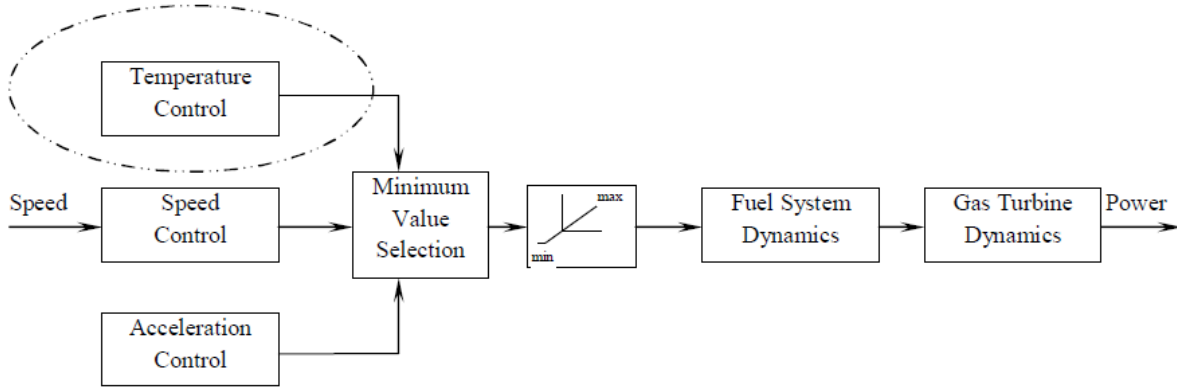 Temperature
Control
Speed
Speed
Control
Minimum
Value
Selection
max
min
Fuel System
Dynamics
Gas Turbine
Dynamics
Power
Acceleration
Control